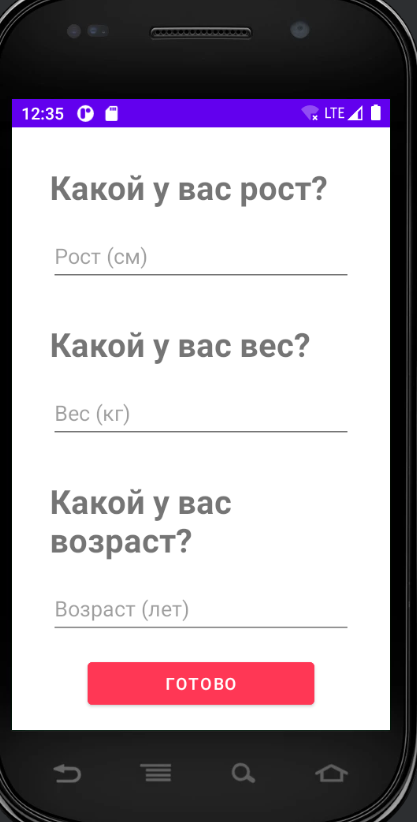 12:35 LTE
Какой у вас рост?
Рост (см)
Какой у вас вес?
Вес (кг)
Какой у вас
возраст?
Возраст (лет)
ГОТОВО